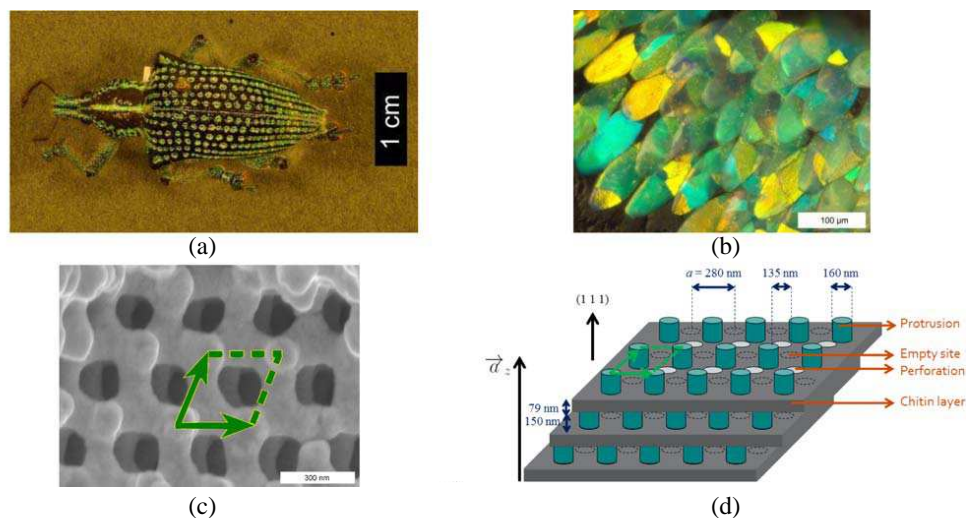 1 cm
100 µm
(a)
(b)
a = 280 nm
135 nm
160 nm
(1 1 1)
Protrusion
Empty site
Perforation
a z
Chitin layer
79 nm
150 nm
300 nm
(c)
(d)